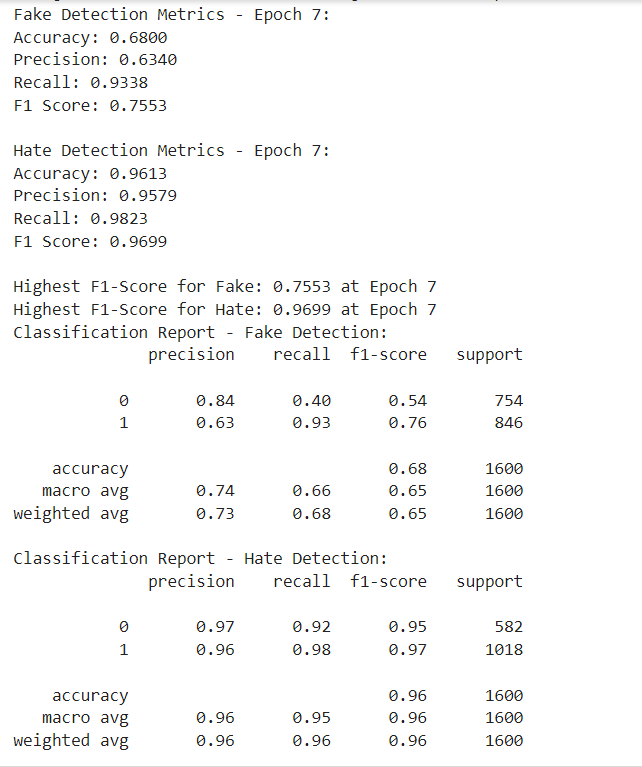 Fake Detection Metrics - Epoch 7:
Accuracy: 0.6800
Precision: 0.6340
Recall: 0.9338
F1 Score: 0.7553
Hate Detection Metrics - Epoch 7:
Accuracy: 0.9613
Precision: 0.9579
Recall: 0.9823
F1 Score: 0.9699
Highest F1-Score for Fake: 0.7553 at Epoch 7
Highest F1-Score for Hate: 0.9699 at Epoch 7
Classification Report - Fake Detection:
precision recall f1-score support
0 0.84 0.40 0.54 754
1 0.63 0.93 0.76 846
accuracy 0.68 1600
macro avg 0.74 0.66 0.65 1600
weighted avg 0.73 0.68 0.65 1600
Classification Report - Hate Detection:
precision recall f1-score support
0 0.97 0.92 0.95 582
1 0.96 0.98 0.97 1018
accuracy 0.96 1600
macro avg 0.96 0.95 0.96 1600
weighted avg 0.96 0.96 0.96 1600